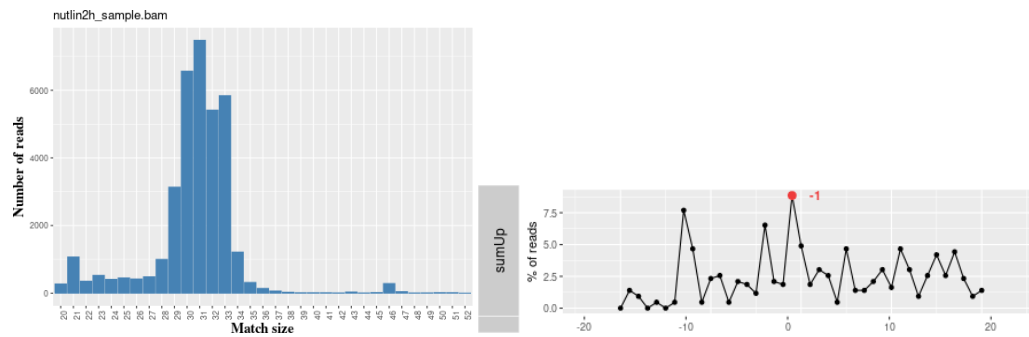 nutlin2h_sample.bam
Number of reads
6000
4000
2000
0
20 21 22 23 24 25 26 27 28 29 30 31 32 33 34 35 36 37 38 39 40 41 42 43 44 45 46 47 48 49 50 51 52
Match size
sumUp
% of reads
7.5
5.0
2.5
0.0
-1
-20 -10 0 10 20